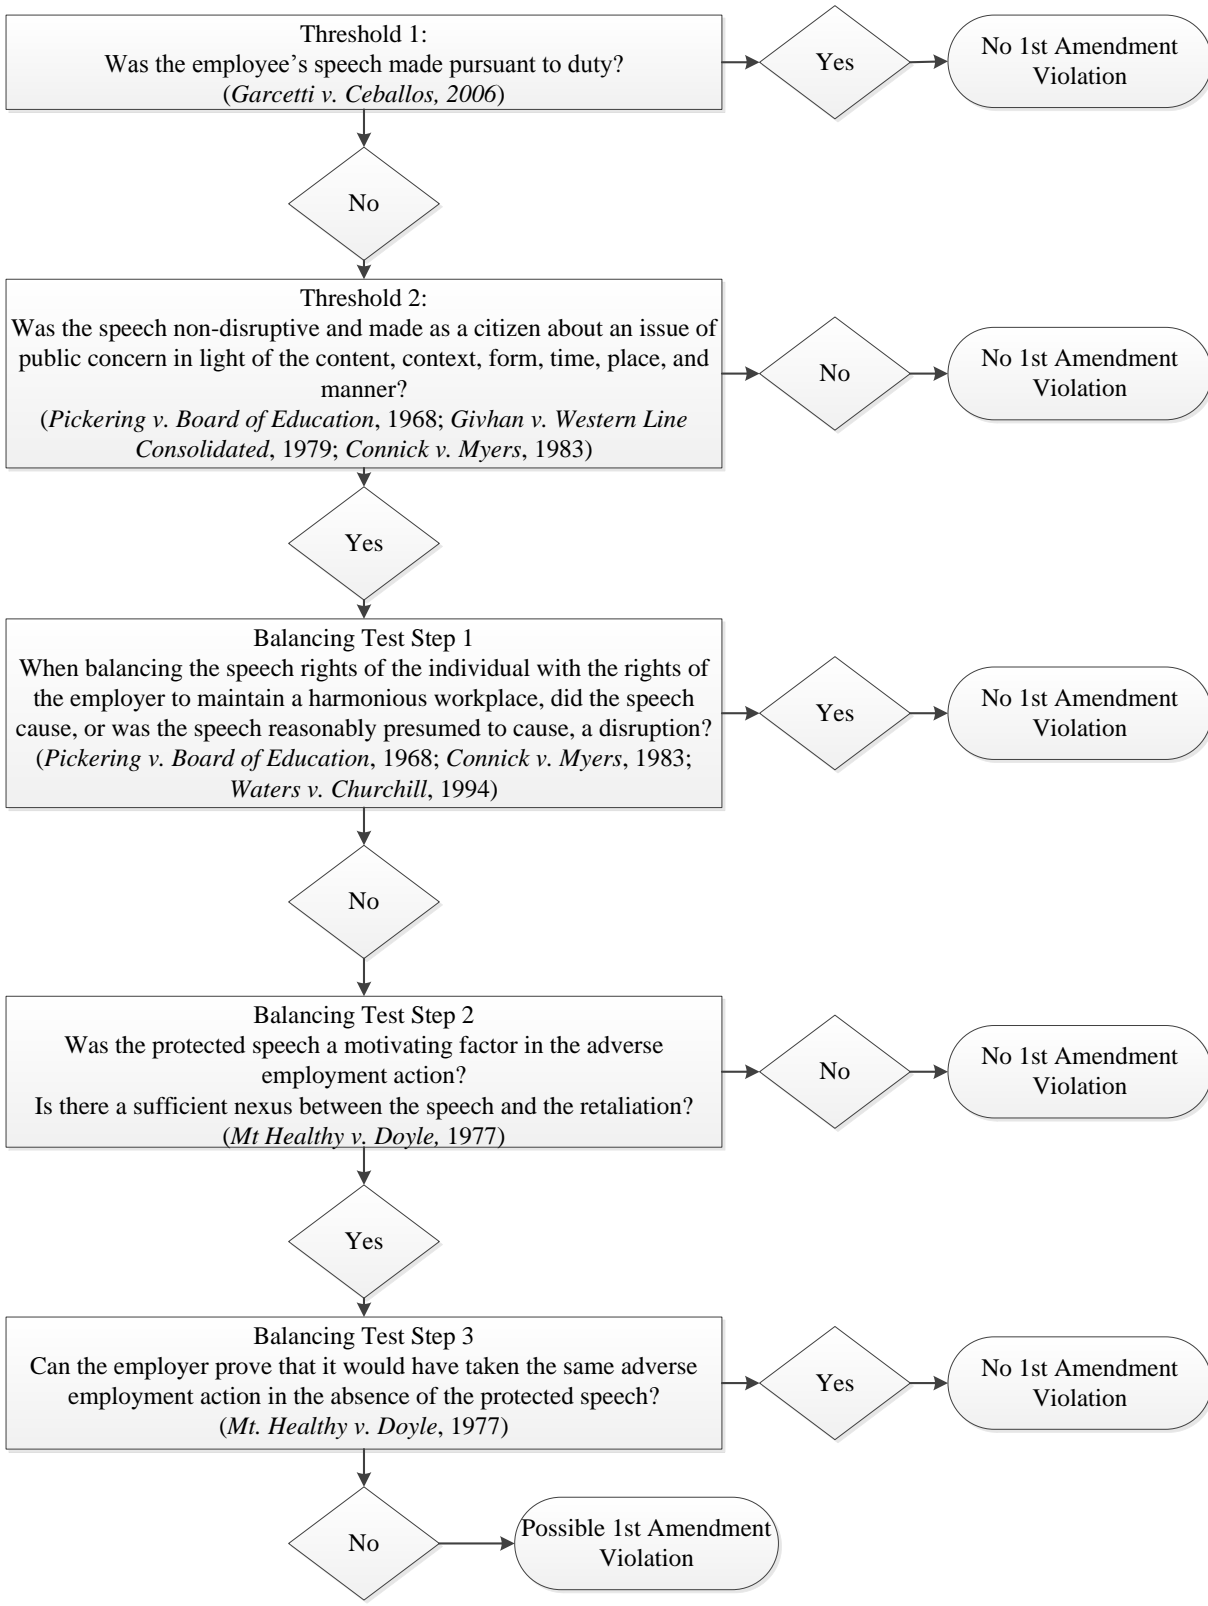 Threshold 1:
Was the employee's speech made pursuant to duty?
(Garcetti v. Ceballos, 2006)
Yes
No 1st Amendment
Violation
No
Threshold 2:
Was the speech non-disruptive and made as a citizen about an issue of
public concern in light of the content, context, form, time, place, and
manner?
(Pickering v. Board of Education, 1968; Givhan v. Western Line
Consolidated, 1979; Connick v. Myers, 1983)
No
No 1st Amendment
Violation
Yes
Balancing Test Step 1
When balancing the speech rights of the individual with the rights of
the employer to maintain a harmonious workplace, did the speech
cause, or was the speech reasonably presumed to cause, a disruption?
(Pickering v. Board of Education, 1968; Connick v. Myers, 1983;
Waters v. Churchill, 1994)
Yes
No 1st Amendment
Violation
No
Balancing Test Step 2
Was the protected speech a motivating factor in the adverse
employment action?
Is there a sufficient nexus between the speech and the retaliation?
(Mt Healthy v. Doyle, 1977)
No
No 1st Amendment
Violation
Yes
Balancing Test Step 3
Can the employer prove that it would have taken the same adverse
employment action in the absence of the protected speech?
(Mt. Healthy v. Doyle, 1977)
Yes
No 1st Amendment
Violation
No
Possible 1st Amendment
Violation